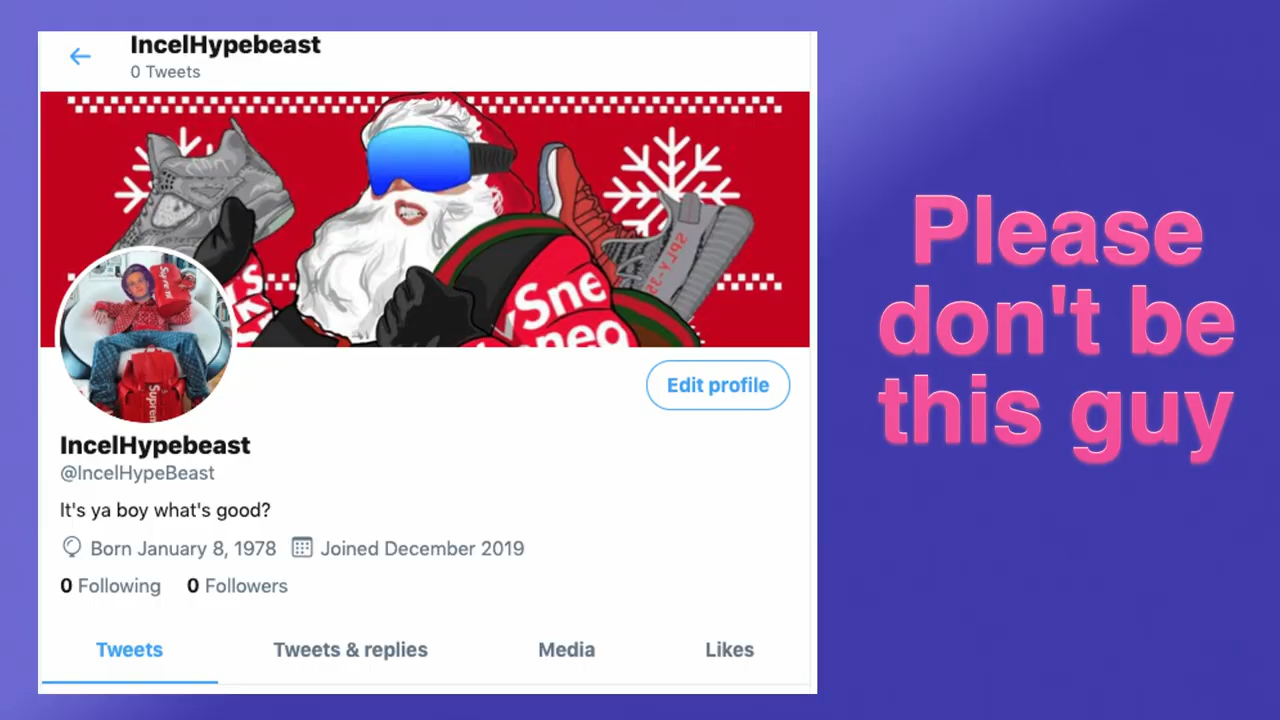 IncelHypebeast
0 Tweets
Sne
Edit profile
IncelHypebeast
@IncelHypeBeast
It's ya boy what's good?
Born January 8, 1978 Joined December 2019
0 Following 0 Followers
Tweets Tweets & replies Media Likes
Please
don't be
this guy